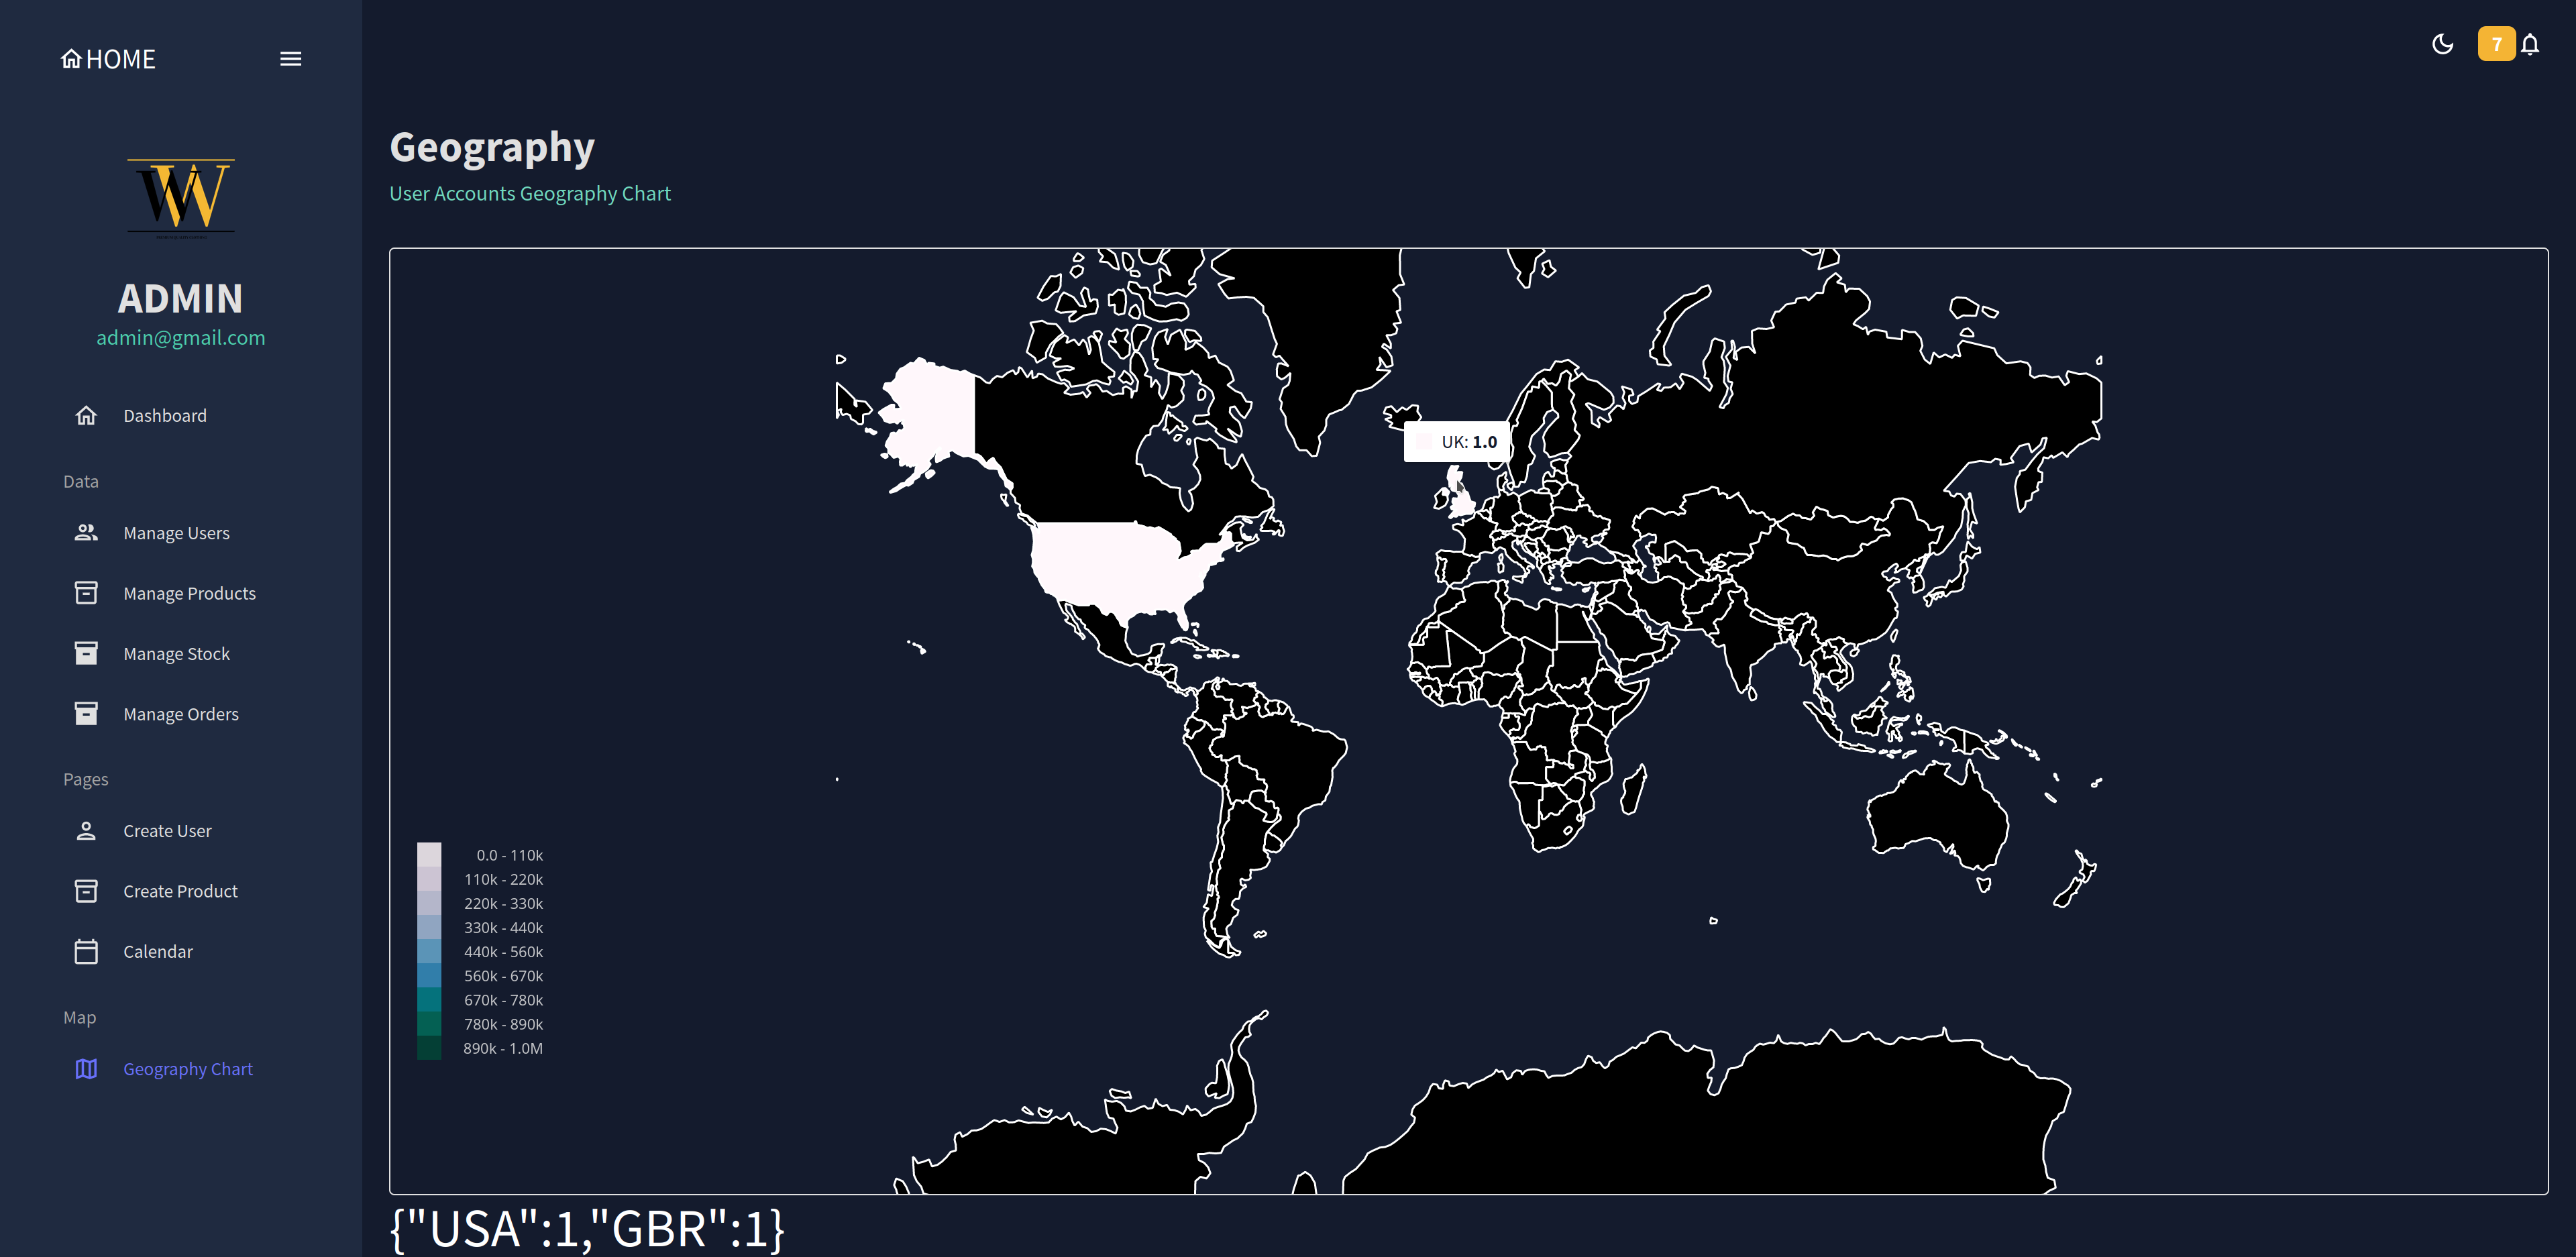 HOME
7
ADMIN
admin@gmail.com
Dashboard
Data
Manage Users
Manage Products
Manage Stock
Manage Orders
Pages
Create User
Create Product
Calendar
Map
Geography Chart
Geography
User Accounts Geography Chart
UK: 1.0
0.0 - 110k
110k - 220k
220k - 330k
330k - 440k
440k - 560k
560k - 670k
670k - 780k
780k - 890k
890k - 1.0M
{"USA":1,"GBR":1}